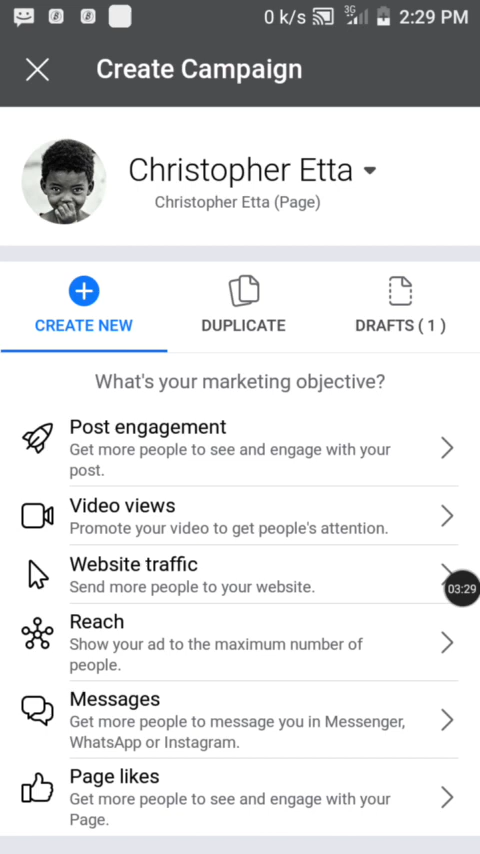 0 k/s 3G 2:29 PM
Create Campaign
Christopher Etta
Christopher Etta (Page)
CREATE NEW DUPLICATE DRAFTS ( 1 )
What's your marketing objective?
Post engagement
Get more people to see and engage with your
post.
Video views
Promote your video to get people's attention.
Website traffic
Send more people to your website.
03:29
Reach
Show your ad to the maximum number of
people.
Messages
Get more people to message you in Messenger,
WhatsApp or Instagram.
Page likes
Get more people to see and engage with your
Page.